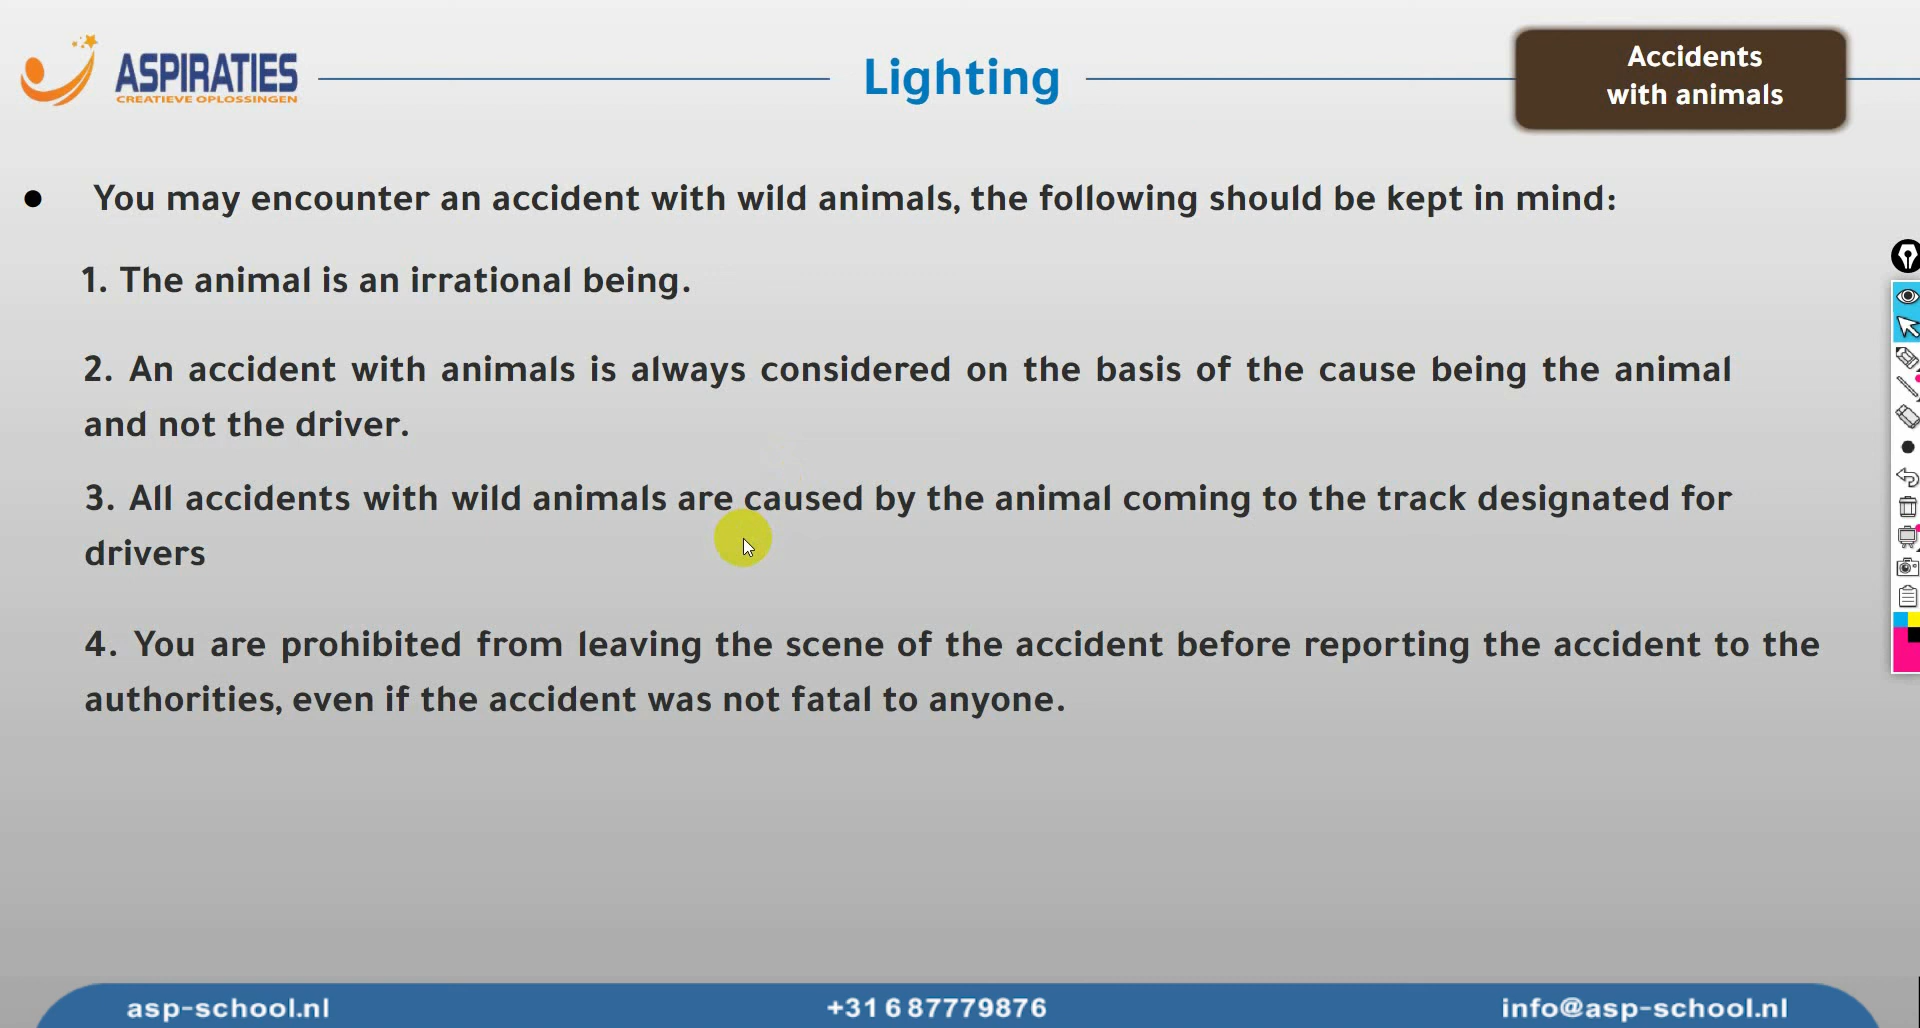 ASPIRATIES
CREATIEVE OPLOSSINGEN
Lighting
Accidents
with animals
● You may encounter an accident with wild animals, the following should be kept in mind:
1. The animal is an irrational being.
2. An accident with animals is always considered on the basis of the cause being the animal
and not the driver.
3. All accidents with wild animals are caused by the animal coming to the track designated for
drivers
4. You are prohibited from leaving the scene of the accident before reporting the accident to the
authorities, even if the accident was not fatal to anyone.
asp-school.nl
+31 6 87779876
info@asp-school.nl